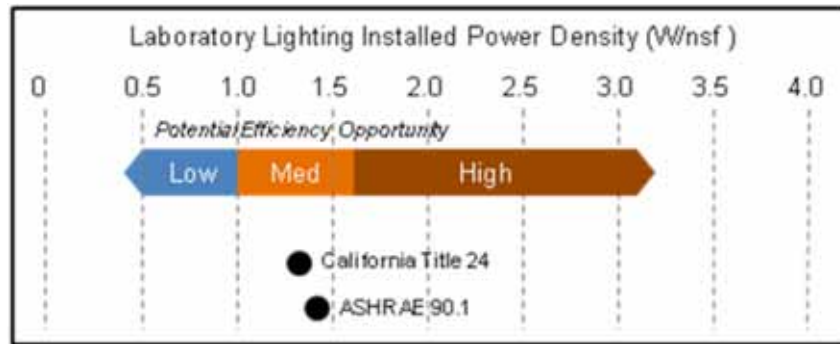 Laboratory Lighting Installed Power Density (W/nsf)
0 0.5 1.0 1.5 2.0 2.5 3.0 3.5 4.0
Potential Efficiency Opportunity
Low Med High
California Title 24
ASHRAE 90.1